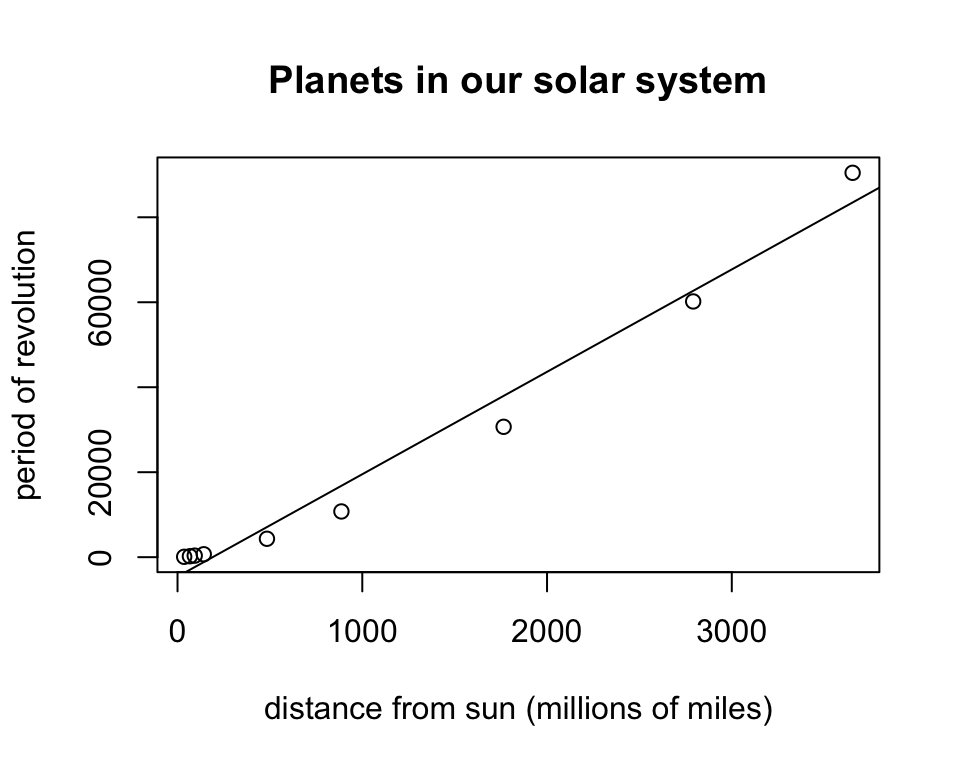 Planets in our solar system
period of revolution
60000
20000
0
0 1000 2000 3000
distance from sun (millions of miles)